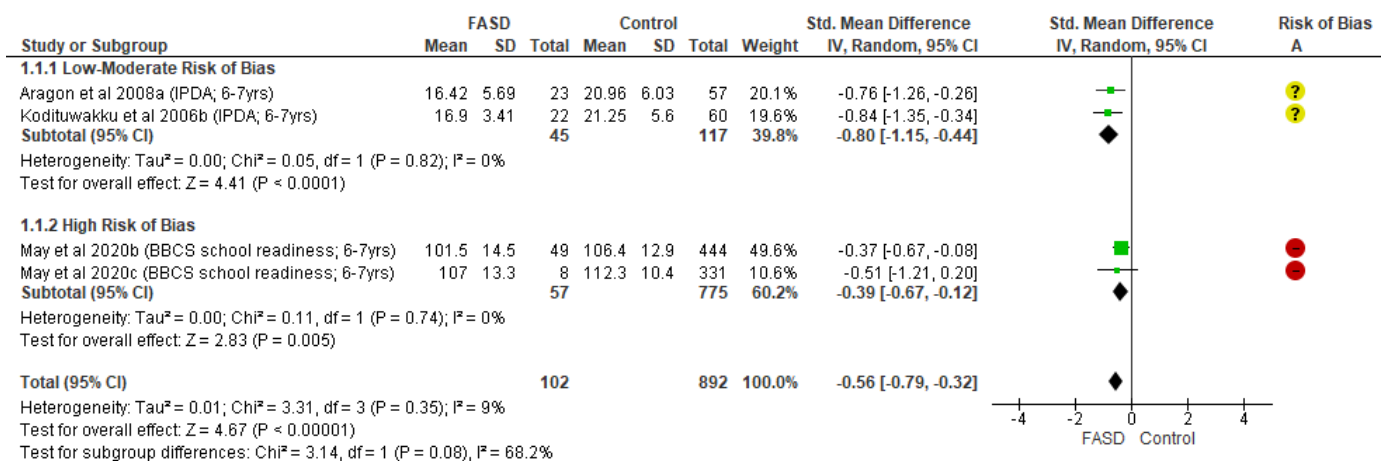 FASD Control Std. Mean Difference Std. Mean Difference Risk of Bias
Study or Subgroup Mean SD Total Mean SD Total Weight IV, Random, 95% CI IV, Random, 95% CI A
1.1.1 Low-Moderate Risk of Bias
Aragon et al 2008a (IPDA; 6-7yrs) 16.42 5.69 23 20.96 6.03 57 20.1% -0.76 [-1.26, -0.26] ?
Kodituwakku et al 2006b (IPDA; 6-7yrs) 16.9 3.41 22 21.25 5.6 60 19.6% -0.84 [-1.35, -0.34] ?
Subtotal (95% CI) 45 117 39.8% -0.80 [-1.15, -0.44]
Heterogeneity: Tau² = 0.00; Chi² = 0.05, df = 1 (P = 0.82); I² = 0%
Test for overall effect: Z = 4.41 (P < 0.0001)
1.1.2 High Risk of Bias
May et al 2020b (BBCS school readiness; 6-7yrs) 101.5 14.5 49 106.4 12.9 444 49.6% -0.37 [-0.67, -0.08] −
May et al 2020c (BBCS school readiness; 6-7yrs) 107 13.3 8 112.3 10.4 331 10.6% -0.51 [-1.21, 0.20] −
Subtotal (95% CI) 57 775 60.2% -0.39 [-0.67, -0.12]
Heterogeneity: Tau² = 0.00; Chi² = 0.11, df = 1 (P = 0.74); I² = 0%
Test for overall effect: Z = 2.83 (P = 0.005)
Total (95% CI) 102 892 100.0% -0.56 [-0.79, -0.32]
Heterogeneity: Tau² = 0.01; Chi² = 3.31, df = 3 (P = 0.35); I² = 9%
Test for overall effect: Z = 4.67 (P < 0.00001)
Test for subgroup differences: Chi² = 3.14, df = 1 (P = 0.08), I² = 68.2%
-4 -2 0 2 4
FASD Control